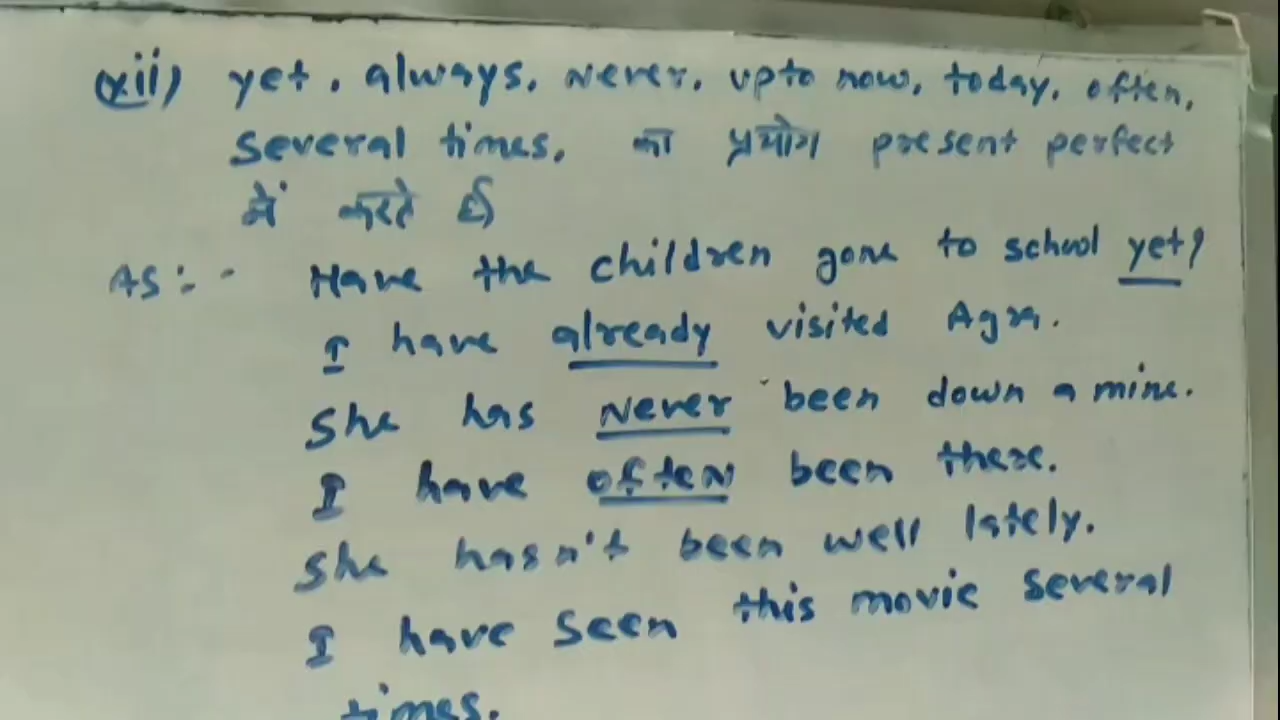 (xii) yet, always, never, upto now, today, often,
several times, का प्रयोग present perfect
में करते हैं
As :- Have the children gone to school yet?
I have already visited Agra.
She has never been down a mine.
I have often been there.
She hasn't been well lately.
I have seen this movie several
times.